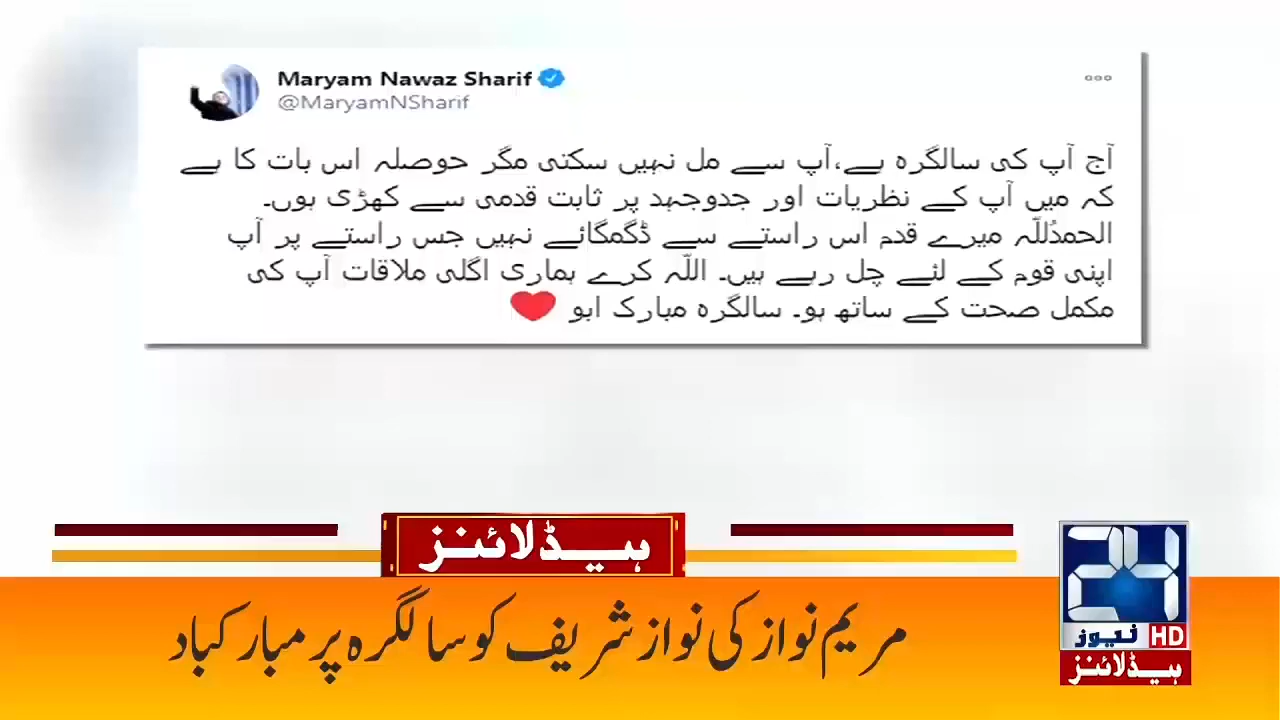 Maryam Nawaz Sharif
@MaryamNSharif
آج آپ کی سالگرہ ہے،آپ سے مل نہیں سکتی مگر حوصلہ اس بات کا ہے
کہ میں آپ کے نظریات اور جدوجہد پر ثابت قدمی سے کھڑی ہوں۔
الحمدُللّہ میرے قدم اس راستے سے ڈگمگائے نہیں جس راستے پر آپ
اپنی قوم کے لئے چل رہے ہیں۔ اللّہ کرے ہماری اگلی ملاقات آپ کی
مکمل صحت کے ساتھ ہو۔ سالگرہ مبارک ابو ❤
ہیڈلائنز
مریم نواز کی نواز شریف کو سالگرہ پر مبارکباد
24
نیوز HD
ہیڈلائنز